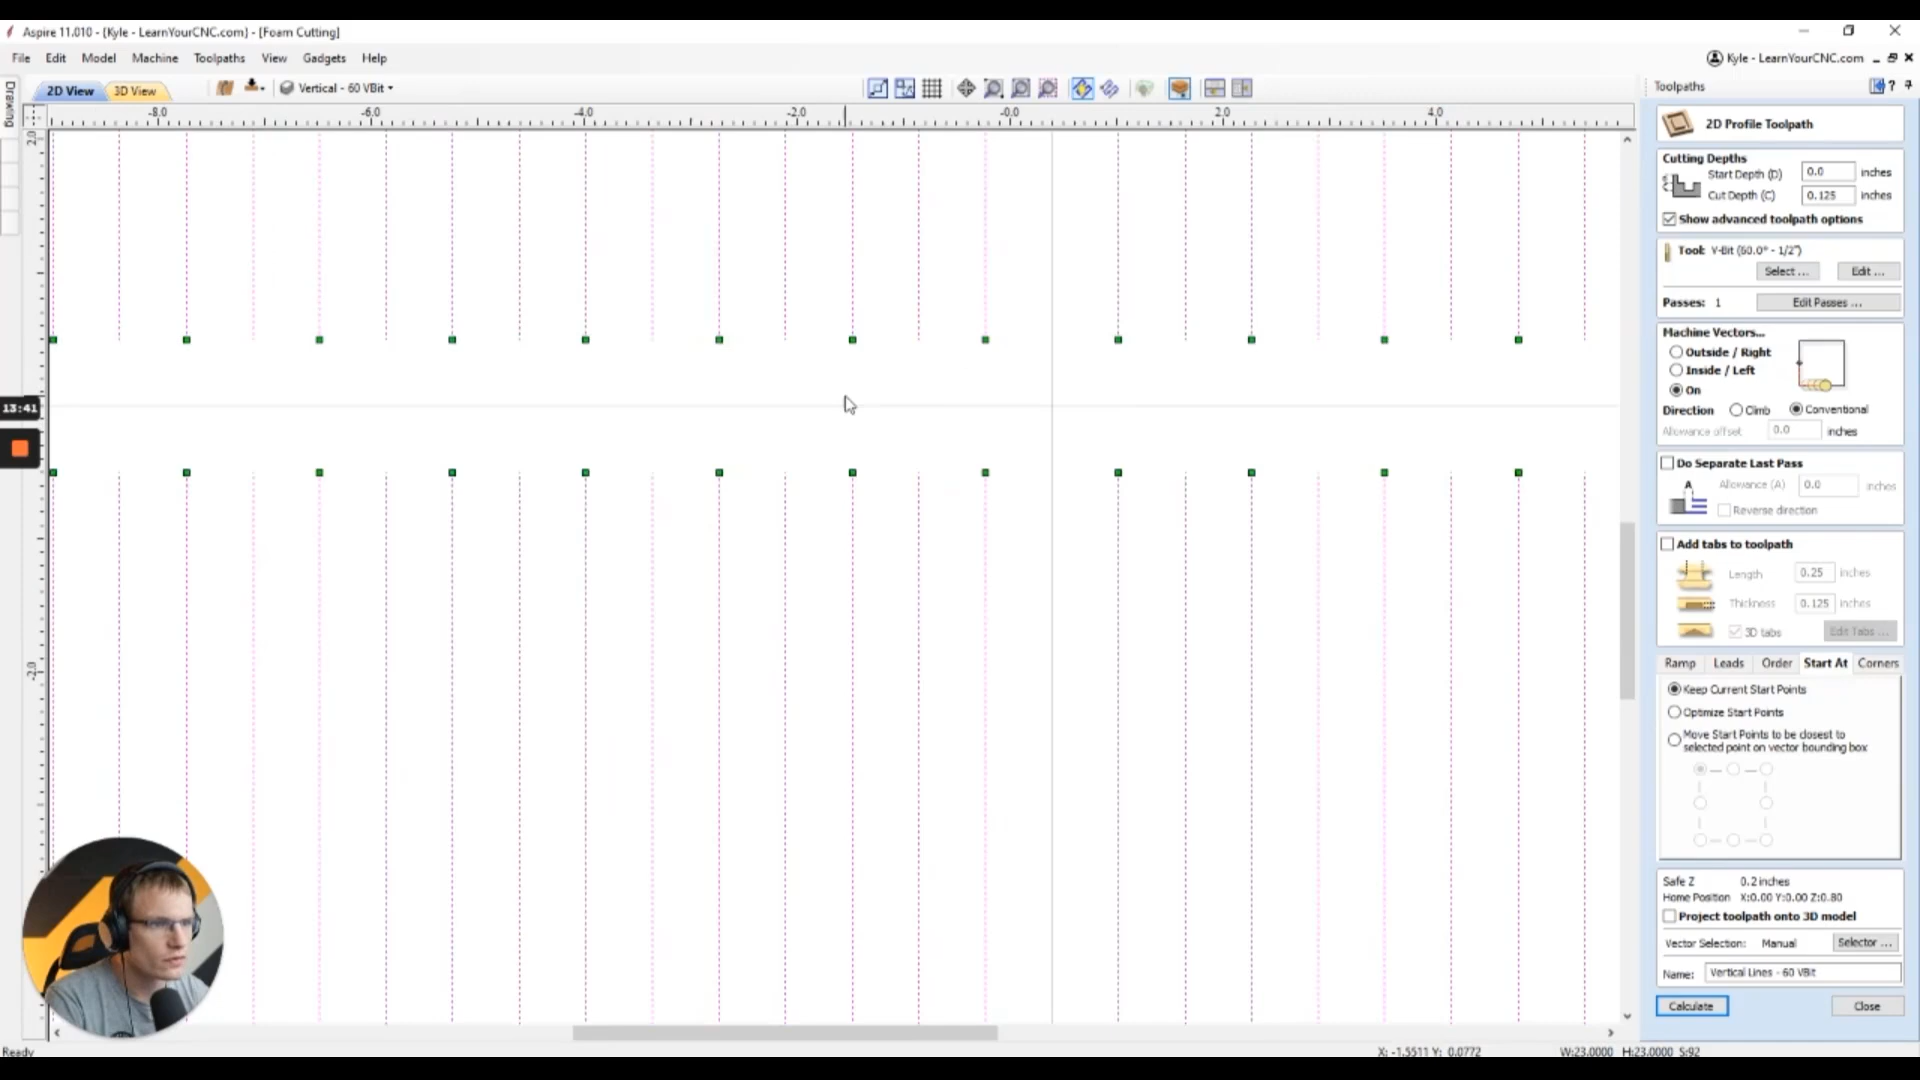 Aspire 11.010 - {Kyle - LearnYourCNC.com} - [Foam Cutting]
File Edit Model Machine Toolpaths View Gadgets Help
Kyle - LearnYourCNC.com
Drawing
2D View 3D View
Vertical - 60 VBit
-8.0 -6.0 -4.0 -2.0 -0.0 2.0 4.0
2.0
-2.0
13:41
Toolpaths
2D Profile Toolpath
Cutting Depths
Start Depth (D) 0.0 inches
Cut Depth (C) 0.125 inches
Show advanced toolpath options
Tool: V-Bit (60.0° - 1/2")
Select ... Edit ...
Passes: 1 Edit Passes ...
Machine Vectors...
Outside / Right
Inside / Left
On
Direction Climb Conventional
Allowance offset 0.0 inches
Do Separate Last Pass
A Allowance (A) 0.0 inches
Reverse direction
Add tabs to toolpath
Length 0.25 inches
Thickness 0.125 inches
3D tabs Edit Tabs ...
Ramp Leads Order Start At Corners
Keep Current Start Points
Optimize Start Points
Move Start Points to be closest to
selected point on vector bounding box
Safe Z 0.2 inches
Home Position X:0.00 Y:0.00 Z:0.80
Project toolpath onto 3D model
Vector Selection: Manual Selector ...
Name: Vertical Lines - 60 VBit
Calculate Close
Ready
X: -1.5511 Y: 0.0772 W:23.0000 H:23.0000 S:92